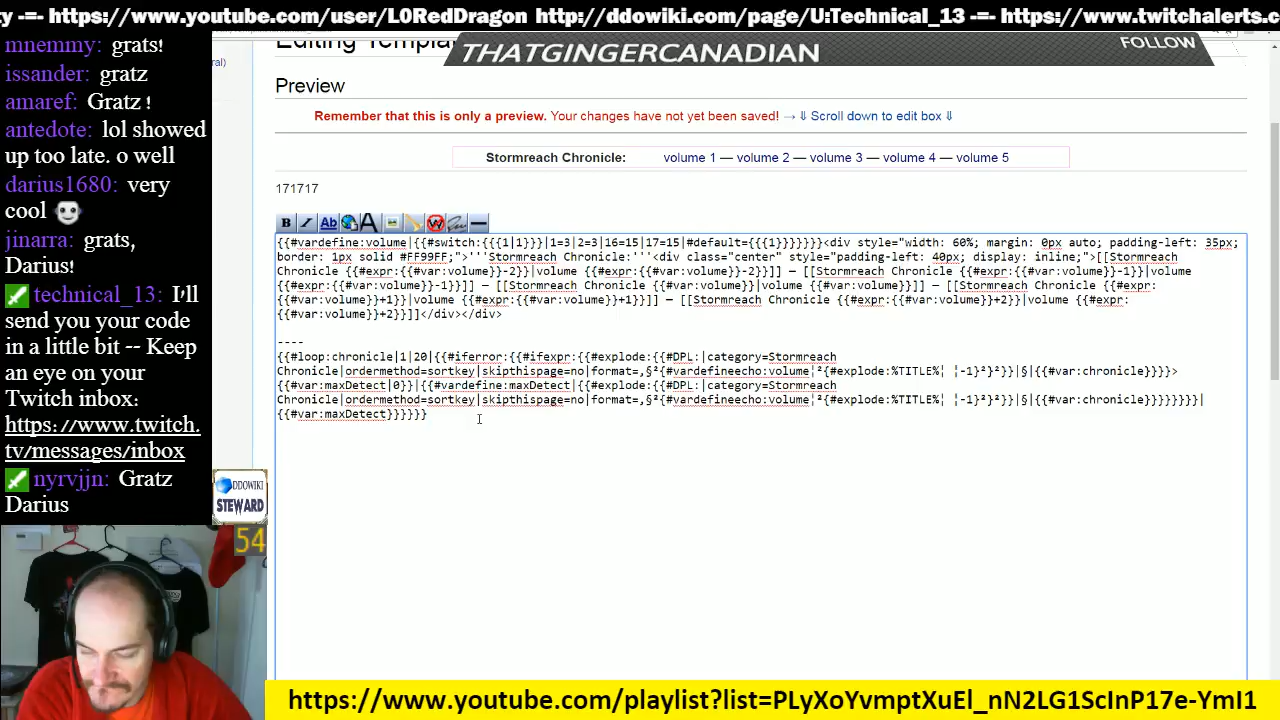 ty -=- https://www.youtube.com/user/L0RedDragon http://ddowiki.com/page/U:Technical_13 -=- https://www.twitchalerts.c
mnemmy: grats!
issander: gratz
amaref: Gratz !
antedote: lol showed
up too late. o well
darius1680: very
cool
jinarra: grats,
Darius!
technical_13: I'll
send you your code
in a little bit -- Keep
an eye on your
Twitch inbox:
https://www.twitch.
tv/messages/inbox
nyrvjjn: Gratz
Darius
DDOWIKI
STEWARD
54
ral)
Editing Templa
THATGINGERCANADIAN
FOLLOW
Preview
Remember that this is only a preview. Your changes have not yet been saved! → ⇓ Scroll down to edit box ⇓
Stormreach Chronicle: volume 1 — volume 2 — volume 3 — volume 4 — volume 5
171717
B I Ab A W
{{#vardefine:volume|{{#switch:{{{1|1}}}|1=3|2=3|16=15|17=15|#default={{{1}}}}}}}<div style="width: 60%; margin: 0px auto; padding-left: 35px;
border: 1px solid #FF99FF;">'''Stormreach Chronicle:'''<div class="center" style="padding-left: 40px; display: inline;">[[Stormreach
Chronicle {{#expr:{{#var:volume}}-2}}|volume {{#expr:{{#var:volume}}-2}}]] — [[Stormreach Chronicle {{#expr:{{#var:volume}}-1}}|volume
{{#expr:{{#var:volume}}-1}}]] — [[Stormreach Chronicle {{#var:volume}}|volume {{#var:volume}}]] — [[Stormreach Chronicle {{#expr:
{{#var:volume}}+1}}|volume {{#expr:{{#var:volume}}+1}}]] — [[Stormreach Chronicle {{#expr:{{#var:volume}}+2}}|volume {{#expr:
{{#var:volume}}+2}}]]</div></div>
----
{{#loop:chronicle|1|20|{{#iferror:{{#ifexpr:{{#explode:{{#DPL:|category=Stormreach
Chronicle|ordermethod=sortkey|skipthispage=no|format=,§²{#vardefineecho:volume¦²{#explode:%TITLE%¦ ¦-1}²}²}}|§|{{#var:chronicle}}}}>
{{#var:maxDetect|0}}|{{#vardefine:maxDetect|{{#explode:{{#DPL:|category=Stormreach
Chronicle|ordermethod=sortkey|skipthispage=no|format=,§²{#vardefineecho:volume¦²{#explode:%TITLE%¦ ¦-1}²}²}}|§|{{#var:chronicle}}}}}}}}|
{{#var:maxDetect}}}}}}
https://www.youtube.com/playlist?list=PLyXoYvmptXuEl_nN2LG1ScInP17e-YmI1